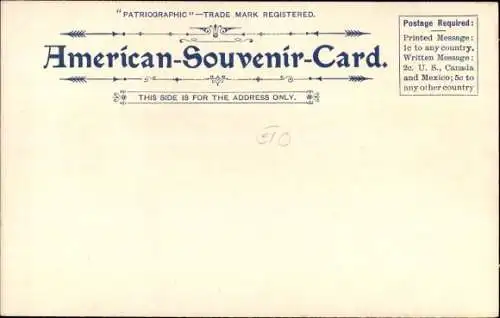 "PATRIOGRAPHIC"—TRADE MARK REGISTERED.
American-Souvenir-Card.
THIS SIDE IS FOR THE ADDRESS ONLY.
Postage Required:
Printed Message:
1c to any country.
Written Message:
2c. U. S., Canada
and Mexico; 5c to
any other country